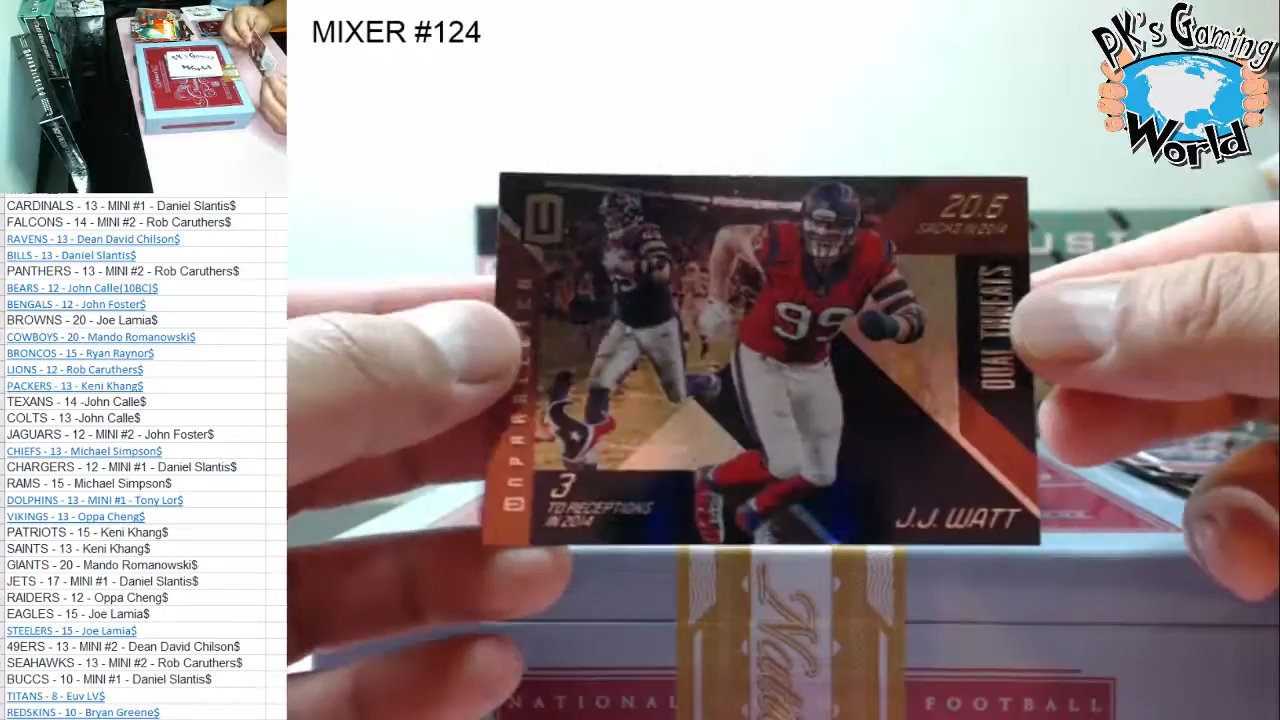 MIXER #124
PK's Gaming World
CARDINALS - 13 - MINI #1 - Daniel Slantis$
FALCONS - 14 - MINI #2 - Rob Caruthers$
RAVENS - 13 - Dean David Chilson$
BILLS - 13 - Daniel Slantis$
PANTHERS - 13 - MINI #2 - Rob Caruthers$
BEARS - 12 - John Calle(10BC)$
BENGALS - 12 - John Foster$
BROWNS - 20 - Joe Lamia$
COWBOYS - 20 - Mando Romanowski$
BRONCOS - 15 - Ryan Raynor$
LIONS - 12 - Rob Caruthers$
PACKERS - 13 - Keni Khang$
TEXANS - 14 -John Calle$
COLTS - 13 -John Calle$
JAGUARS - 12 - MINI #2 - John Foster$
CHIEFS - 13 - Michael Simpson$
CHARGERS - 12 - MINI #1 - Daniel Slantis$
RAMS - 15 - Michael Simpson$
DOLPHINS - 13 - MINI #1 - Tony Lor$
VIKINGS - 13 - Oppa Cheng$
PATRIOTS - 15 - Keni Khang$
SAINTS - 13 - Keni Khang$
GIANTS - 20 - Mando Romanowski$
JETS - 17 - MINI #1 - Daniel Slantis$
RAIDERS - 12 - Oppa Cheng$
EAGLES - 15 - Joe Lamia$
STEELERS - 15 - Joe Lamia$
49ERS - 13 - MINI #2 - Dean David Chilson$
SEAHAWKS - 13 - MINI #2 - Rob Caruthers$
BUCCS - 10 - MINI #1 - Daniel Slantis$
TITANS - 8 - Euv LV$
REDSKINS - 10 - Bryan Greene$
20.6
SACKS IN 2014
DUAL THREATS
UNPARALLELED
99
3
TD RECEPTIONS
IN 2014
J.J. WATT
NATIONAL
FOOTBALL